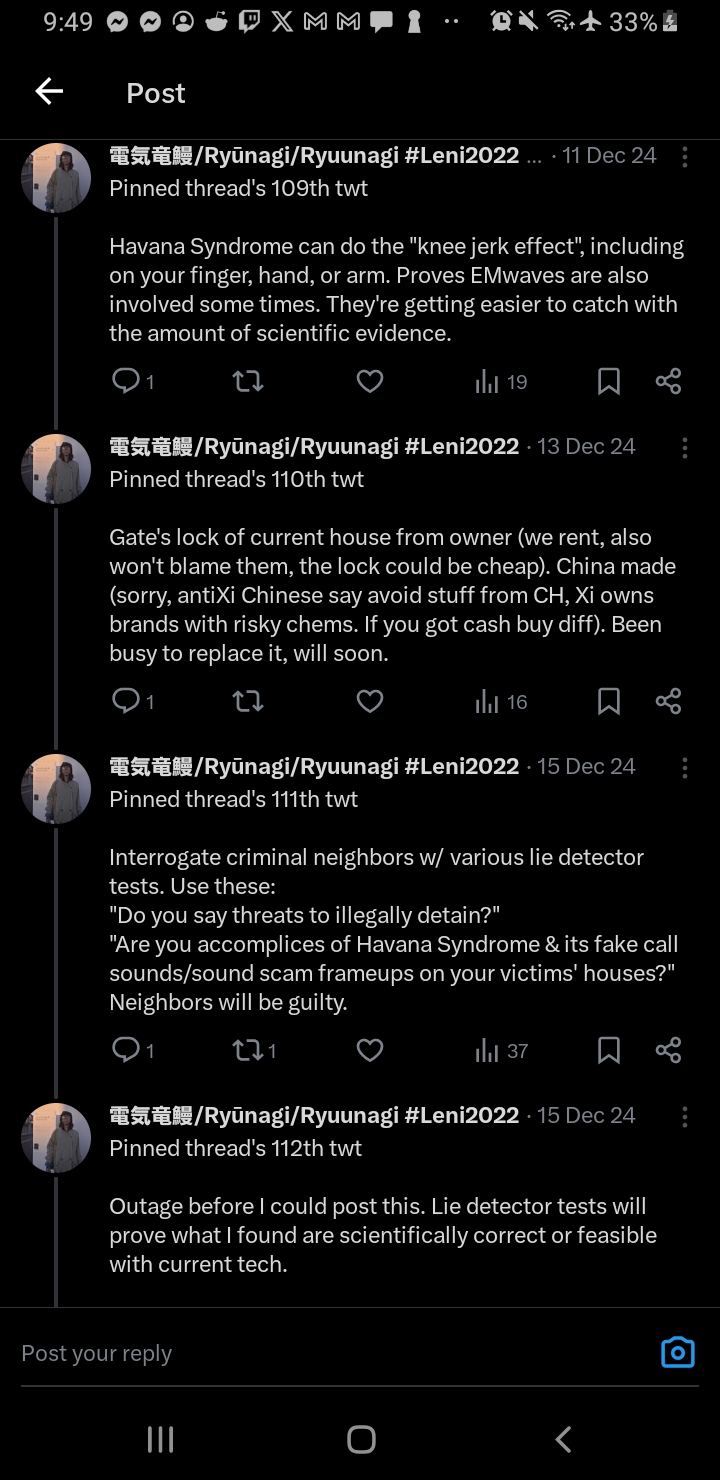 9:49
33%
Post
電気竜鰻/Ryūnagi/Ryuunagi #Leni2022 ... · 11 Dec 24
Pinned thread's 109th twt
Havana Syndrome can do the "knee jerk effect", including
on your finger, hand, or arm. Proves EMwaves are also
involved some times. They're getting easier to catch with
the amount of scientific evidence.
1 19
電気竜鰻/Ryūnagi/Ryuunagi #Leni2022 · 13 Dec 24
Pinned thread's 110th twt
Gate's lock of current house from owner (we rent, also
won't blame them, the lock could be cheap). China made
(sorry, antiXi Chinese say avoid stuff from CH, Xi owns
brands with risky chems. If you got cash buy diff). Been
busy to replace it, will soon.
1 16
電気竜鰻/Ryūnagi/Ryuunagi #Leni2022 · 15 Dec 24
Pinned thread's 111th twt
Interrogate criminal neighbors w/ various lie detector
tests. Use these:
"Do you say threats to illegally detain?"
"Are you accomplices of Havana Syndrome & its fake call
sounds/sound scam frameups on your victims' houses?"
Neighbors will be guilty.
1 1 37
電気竜鰻/Ryūnagi/Ryuunagi #Leni2022 · 15 Dec 24
Pinned thread's 112th twt
Outage before I could post this. Lie detector tests will
prove what I found are scientifically correct or feasible
with current tech.
Post your reply